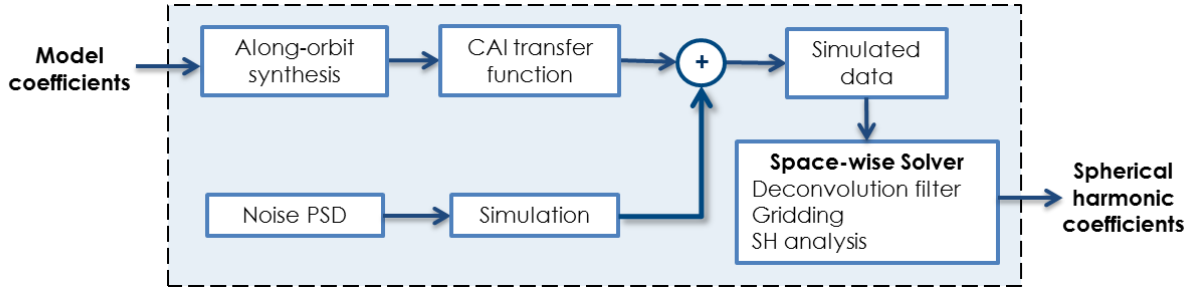 Model
coefficients
Along-orbit
synthesis
CAI transfer
function
+
Simulated
data
Noise PSD
Simulation
Space-wise Solver
Deconvolution filter
Gridding
SH analysis
Spherical
harmonic
coefficients